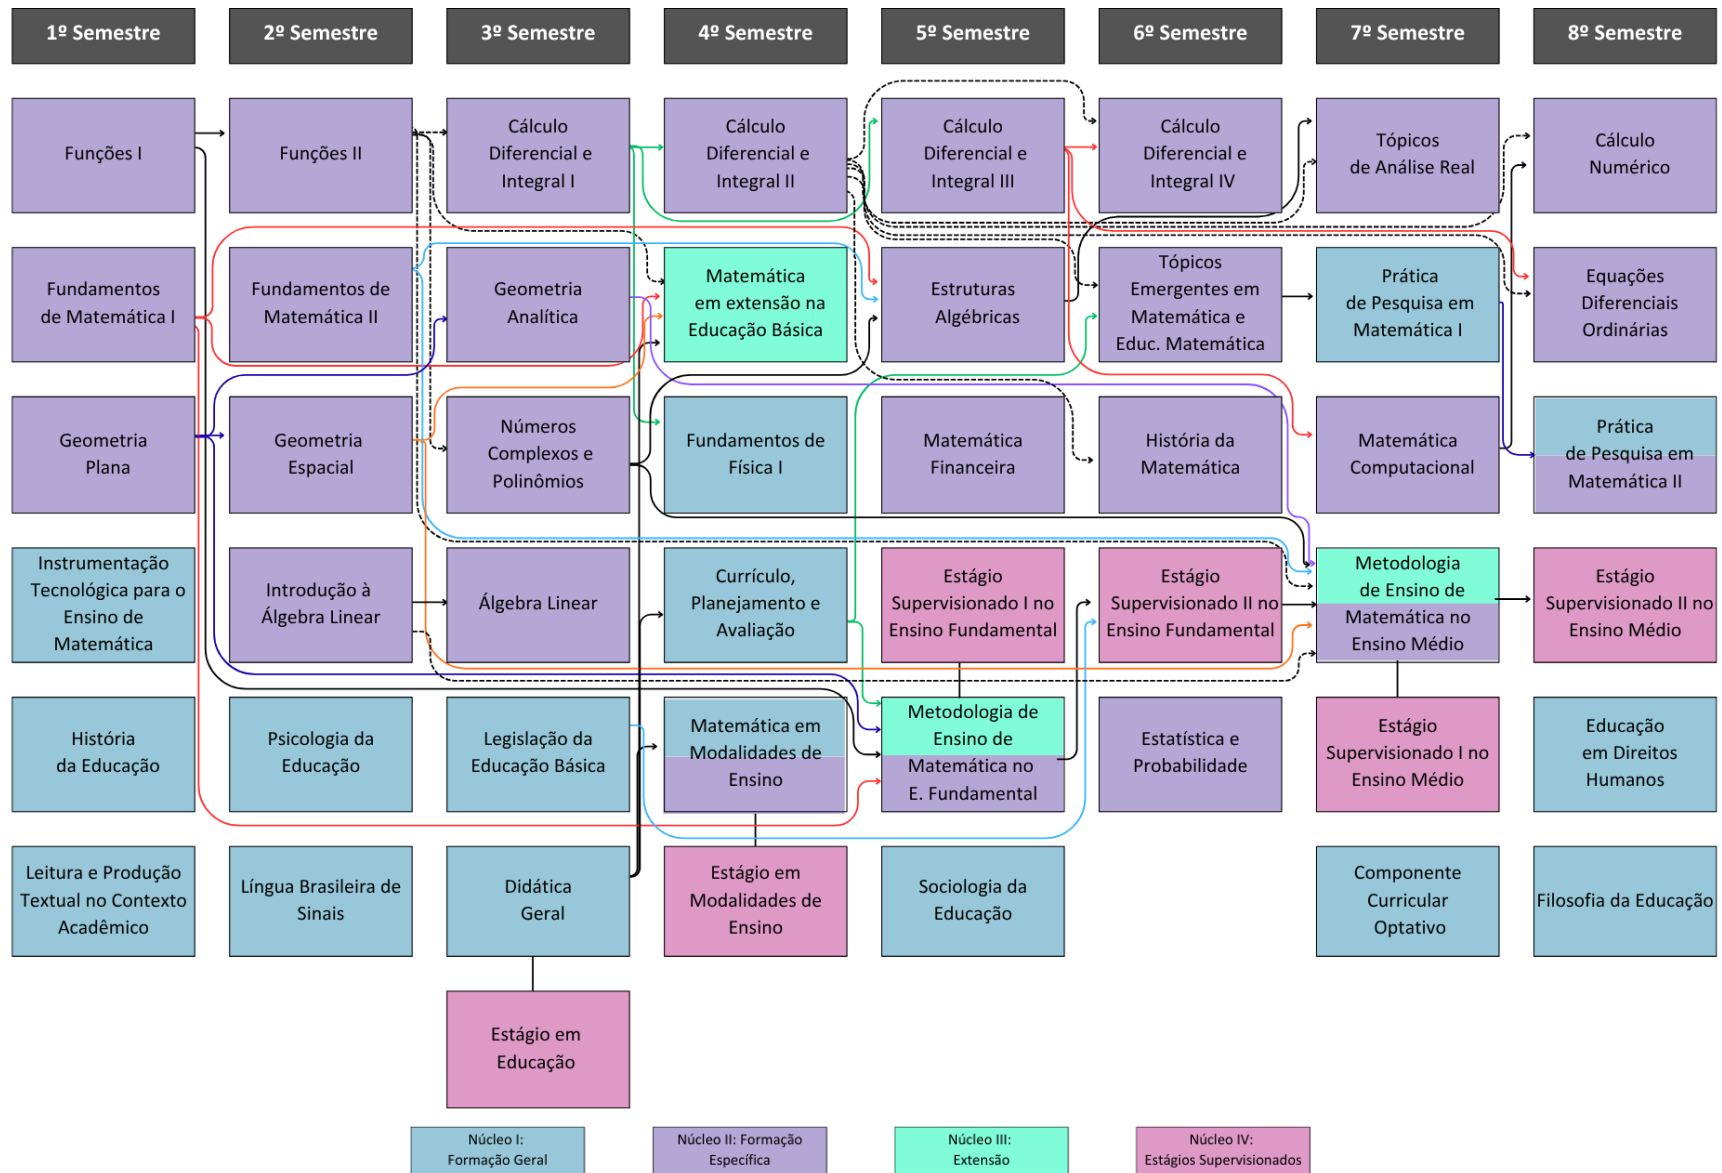 1º Semestre
2º Semestre
3º Semestre
4º Semestre
5º Semestre
6º Semestre
7º Semestre
8º Semestre
Funções I
Funções II
Cálculo
Diferencial e
Integral I
Cálculo
Diferencial e
Integral II
Cálculo
Diferencial e
Integral III
Cálculo
Diferencial e
Integral IV
Tópicos
de Análise Real
Cálculo
Numérico
Fundamentos
de Matemática I
Fundamentos de
Matemática II
Geometria
Analítica
Matemática
em extensão na
Educação Básica
Estruturas
Algébricas
Tópicos
Emergentes em
Matemática e
Educ. Matemática
Prática
de Pesquisa em
Matemática I
Equações
Diferenciais
Ordinárias
Geometria
Plana
Geometria
Espacial
Números
Complexos e
Polinômios
Fundamentos de
Física I
Matemática
Financeira
História da
Matemática
Matemática
Computacional
Prática
de Pesquisa em
Matemática II
Instrumentação
Tecnológica para o
Ensino de
Matemática
Introdução à
Álgebra Linear
Álgebra Linear
Currículo,
Planejamento e
Avaliação
Estágio
Supervisionado I no
Ensino Fundamental
Estágio
Supervisionado II no
Ensino Fundamental
Metodologia
de Ensino de
Matemática no
Ensino Médio
Estágio
Supervisionado II no
Ensino Médio
História
da Educação
Psicologia da
Educação
Legislação da
Educação Básica
Matemática em
Modalidades de
Ensino
Metodologia de
Ensino de
Matemática no
E. Fundamental
Estatística e
Probabilidade
Estágio
Supervisionado I no
Ensino Médio
Educação
em Direitos
Humanos
Leitura e Produção
Textual no Contexto
Acadêmico
Língua Brasileira de
Sinais
Didática
Geral
Estágio em
Modalidades de
Ensino
Sociologia da
Educação
Componente
Curricular
Optativo
Filosofia da Educação
Estágio em
Educação
Núcleo I:
Formação Geral
Núcleo II: Formação
Específica
Núcleo III:
Extensão
Núcleo IV:
Estágios Supervisionados